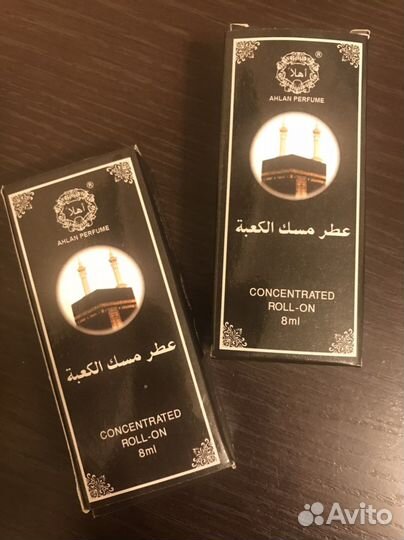 أهلا
®
AHLAN PERFUME
عطر مسك الكعبة
CONCENTRATED
ROLL-ON
8ml
أهلا
®
AHLAN PERFUME
عطر مسك الكعبة
CONCENTRATED
ROLL-ON
8ml
Avito